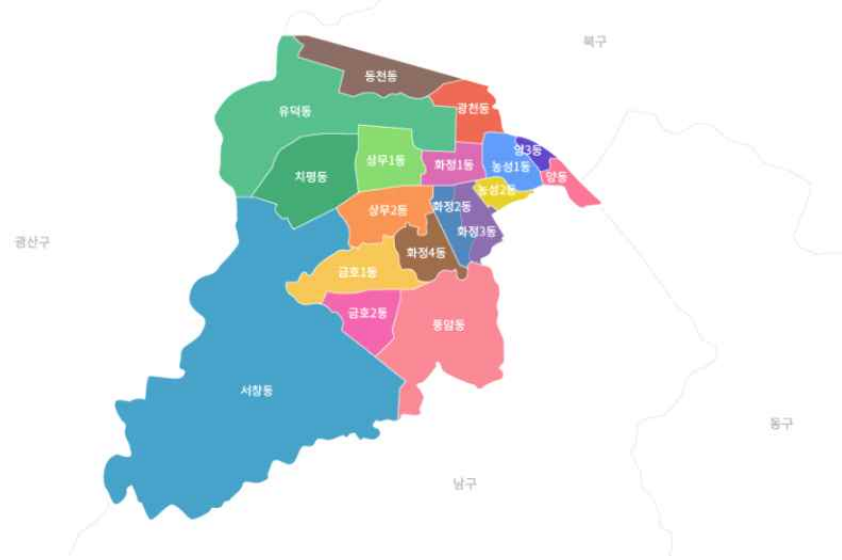 북구
동천동
유덕동
광천동
양3동
상무1동
화정1동
농성1동
치평동
양동
농성2동
상무2동
화정2동
화정3동
광산구
화정4동
금호1동
금호2동
풍암동
서창동
동구
남구